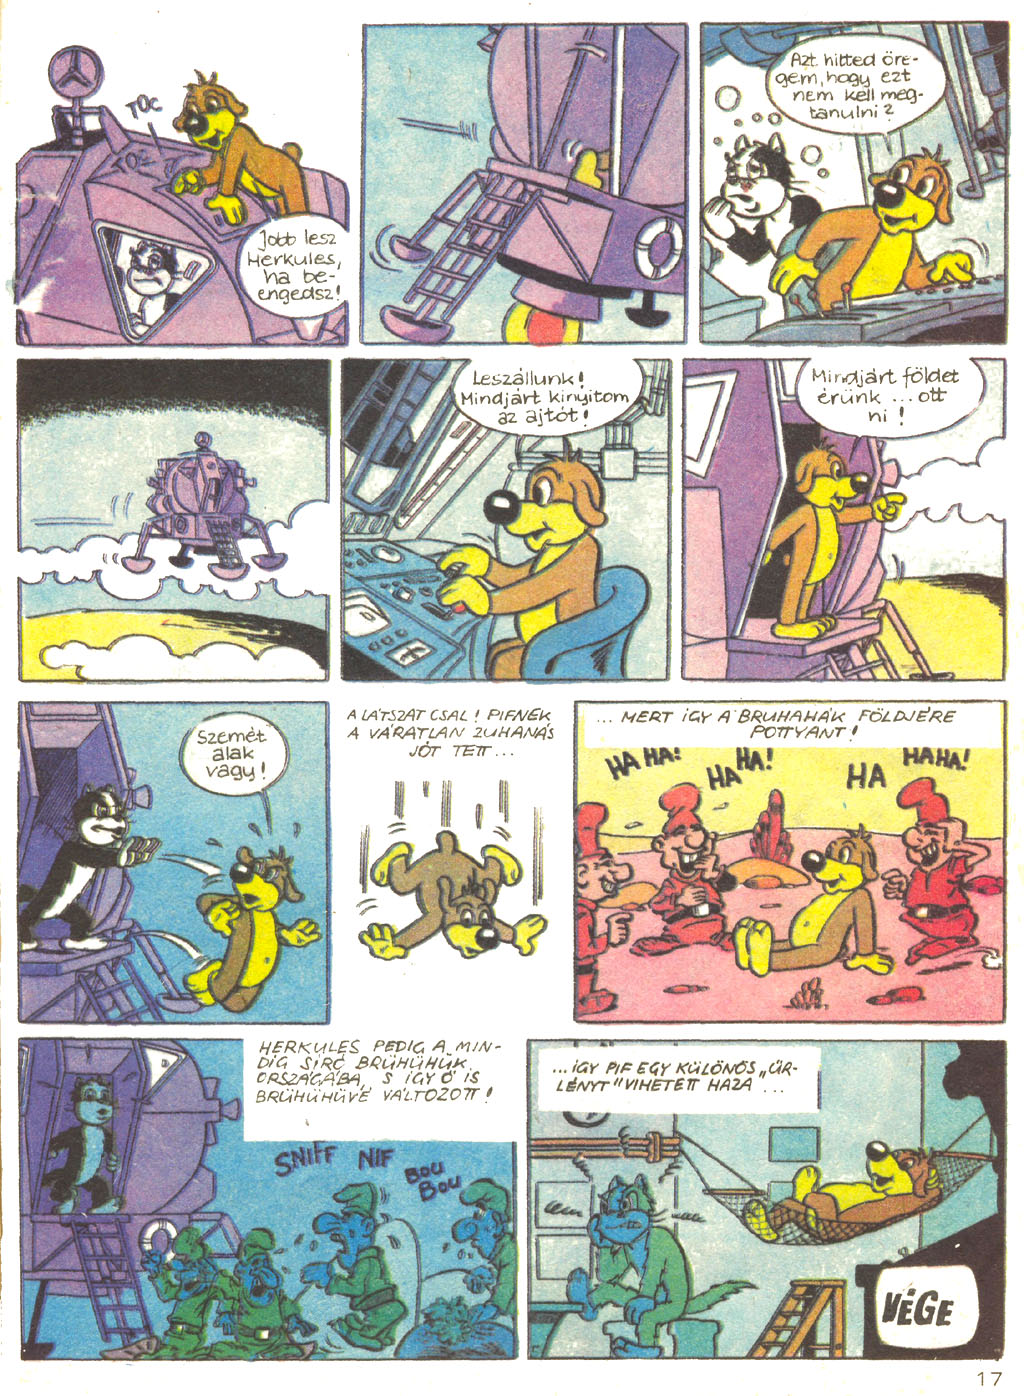 TOC
TOC
Jobb lesz
Herkules,
ha be-
engedsz!
Azt hitted öre-
gem, hogy ezt
nem kell meg-
tanulni?
Leszállunk!
Mindjárt kinyitom
az ajtót!
Mindjárt földet
érünk ... ott
ni!
Szemét
alak
vagy!
A LÁTSZAT CSAL! PIFNEK
A VÁRATLAN ZUHANÁS
JÓT TETT ...
... MERT ÍGY A BRUHAHÁK FÖLDJÉRE
POTTYANT!
HA HA!
HA HA!
HA
HA HA!
HERKULES PEDIG A MIN-
DIG SÍRÓ BRÜHÜHÜK
ORSZÁGÁBA, S ÍGY Ő IS
BRÜHÜHÜVÉ VÁLTOZOTT!
SNIFF NIF
BOU
BOU
... ÍGY PIF EGY KÜLÖNÖS „ŰR-
LÉNYT" VIHETETT HAZA ...
VÉGE
17